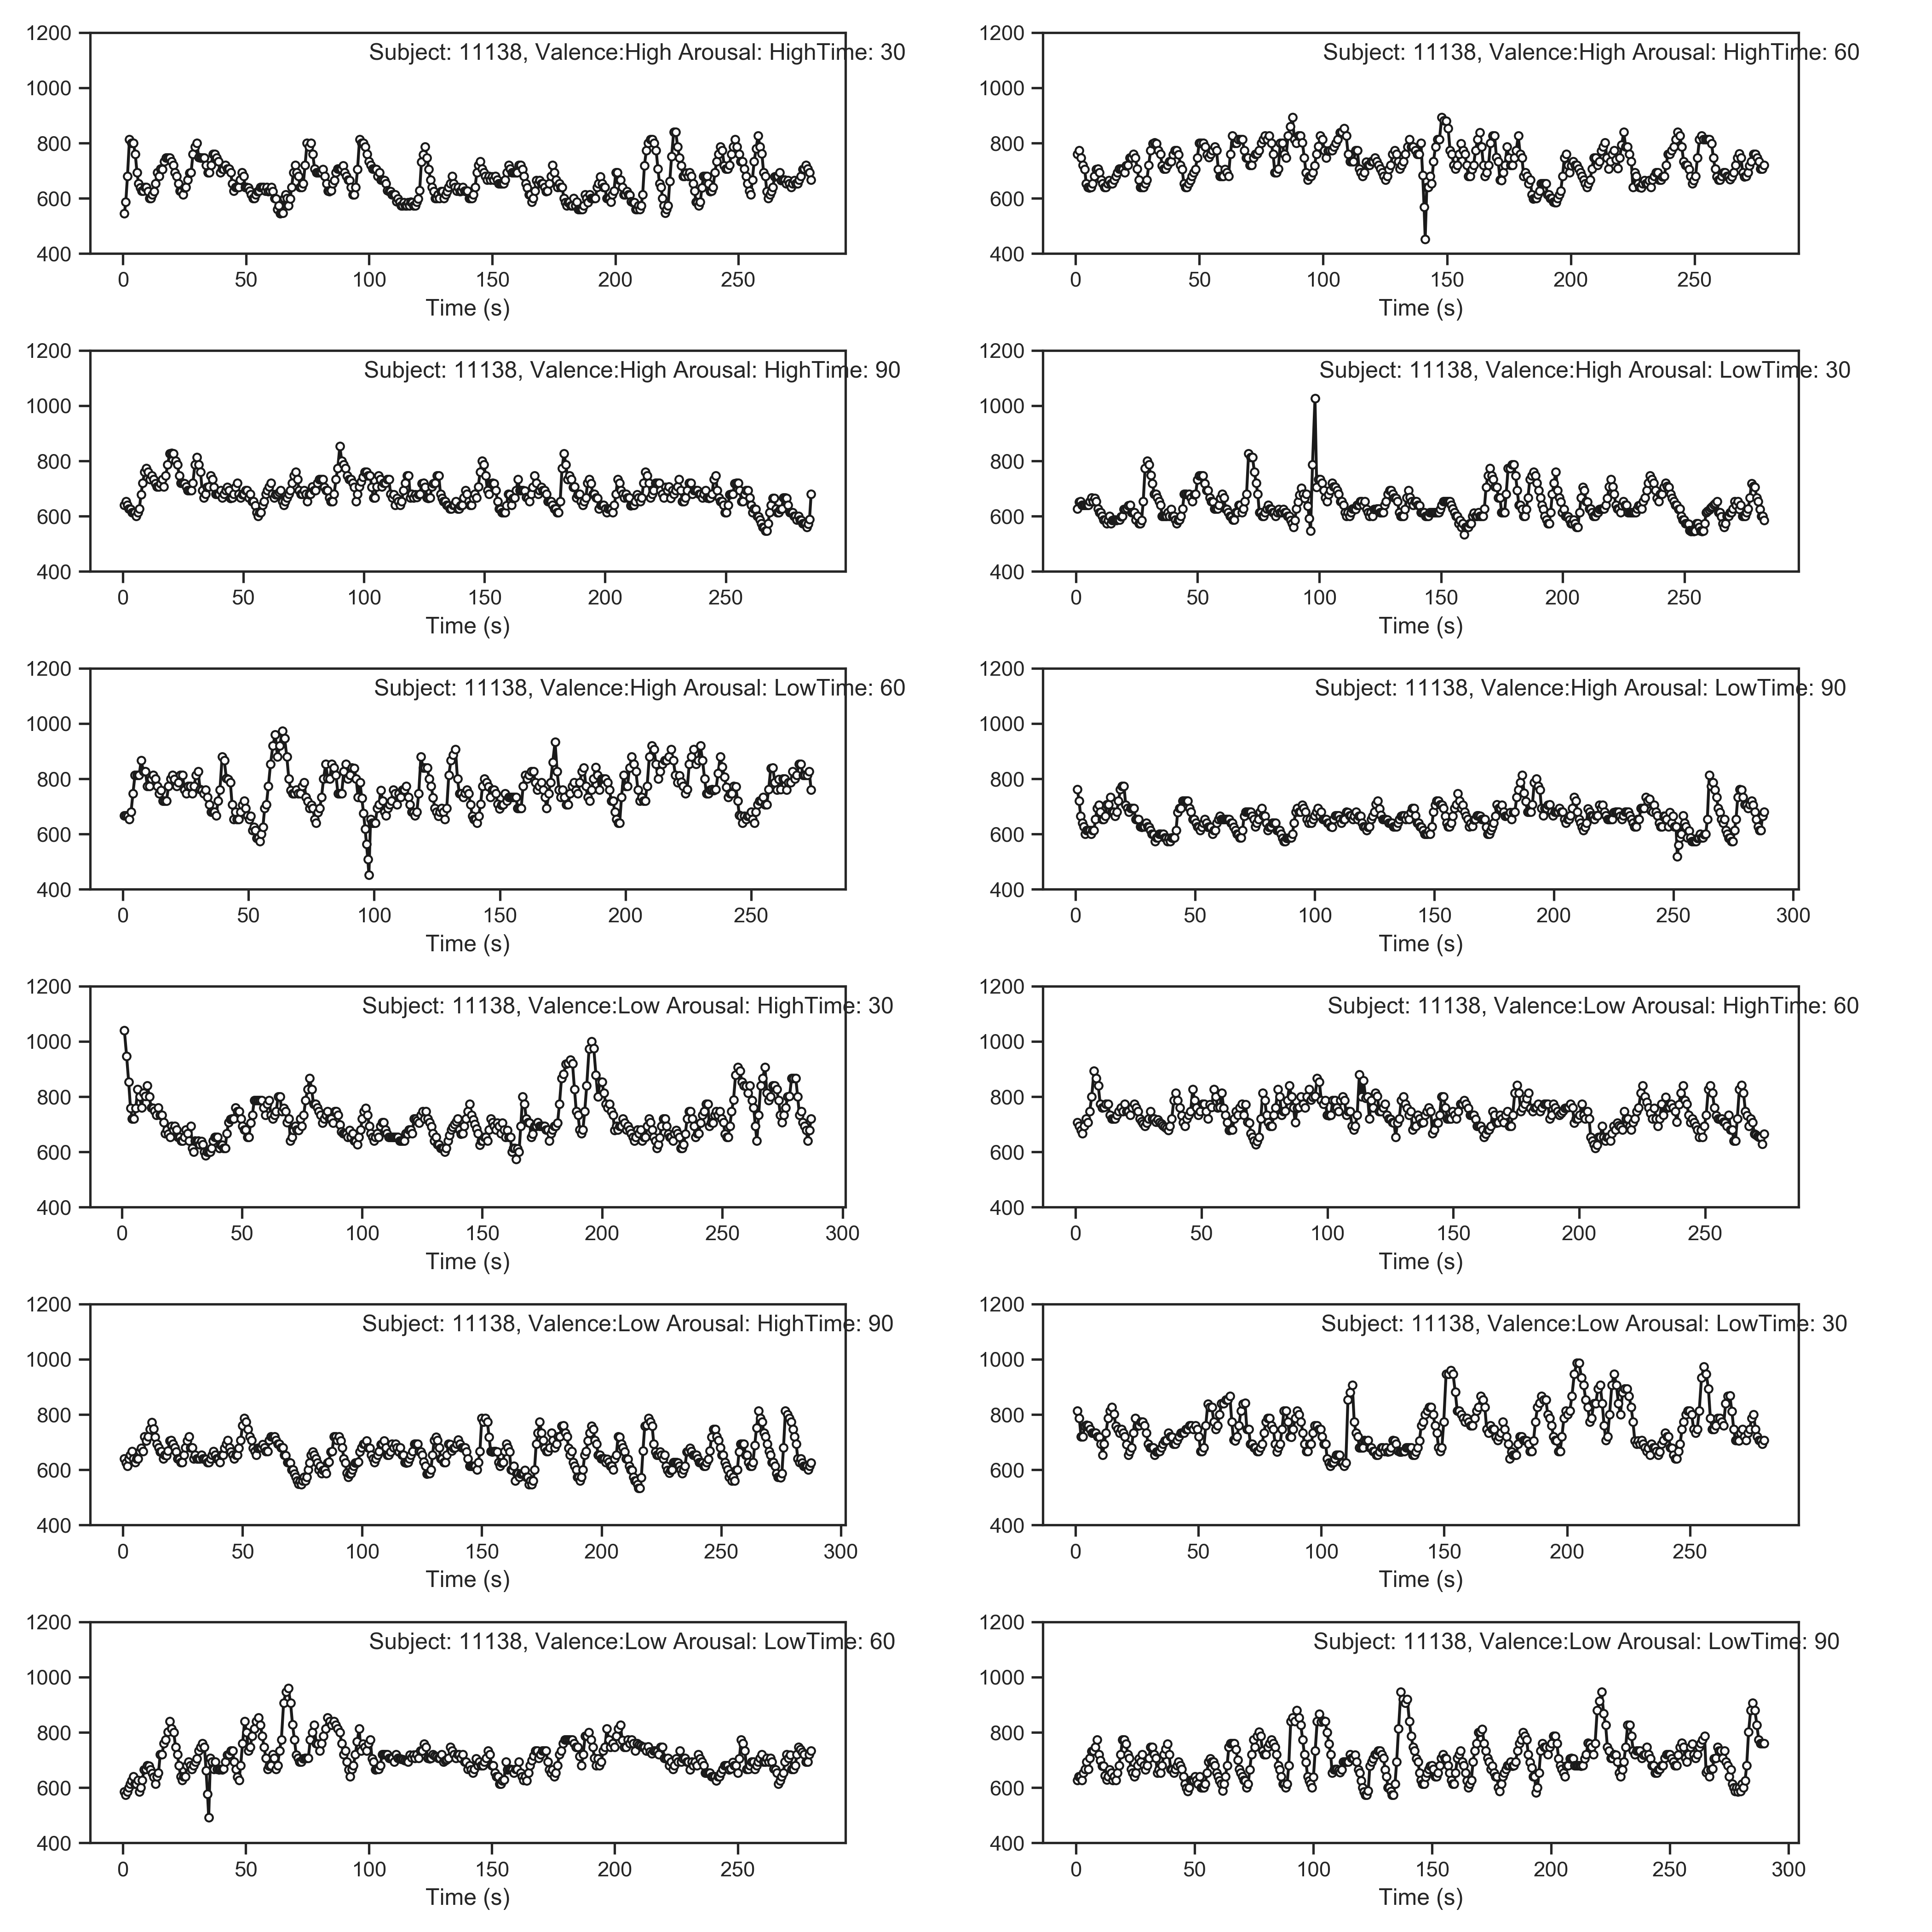 Subject: 11138, Valence:High Arousal: HighTime: 30
1200
1000
800
600
400
0 50 100 150 200 250
Time (s)
Subject: 11138, Valence:High Arousal: HighTime: 60
1200
1000
800
600
400
0 50 100 150 200 250
Time (s)
Subject: 11138, Valence:High Arousal: HighTime: 90
1200
1000
800
600
400
0 50 100 150 200 250
Time (s)
Subject: 11138, Valence:High Arousal: LowTime: 30
1200
1000
800
600
400
0 50 100 150 200 250
Time (s)
Subject: 11138, Valence:High Arousal: LowTime: 60
1200
1000
800
600
400
0 50 100 150 200 250
Time (s)
Subject: 11138, Valence:High Arousal: LowTime: 90
1200
1000
800
600
400
0 50 100 150 200 250 300
Time (s)
Subject: 11138, Valence:Low Arousal: HighTime: 30
1200
1000
800
600
400
0 50 100 150 200 250 300
Time (s)
Subject: 11138, Valence:Low Arousal: HighTime: 60
1200
1000
800
600
400
0 50 100 150 200 250
Time (s)
Subject: 11138, Valence:Low Arousal: HighTime: 90
1200
1000
800
600
400
0 50 100 150 200 250 300
Time (s)
Subject: 11138, Valence:Low Arousal: LowTime: 30
1200
1000
800
600
400
0 50 100 150 200 250
Time (s)
Subject: 11138, Valence:Low Arousal: LowTime: 60
1200
1000
800
600
400
0 50 100 150 200 250
Time (s)
Subject: 11138, Valence:Low Arousal: LowTime: 90
1200
1000
800
600
400
0 50 100 150 200 250 300
Time (s)